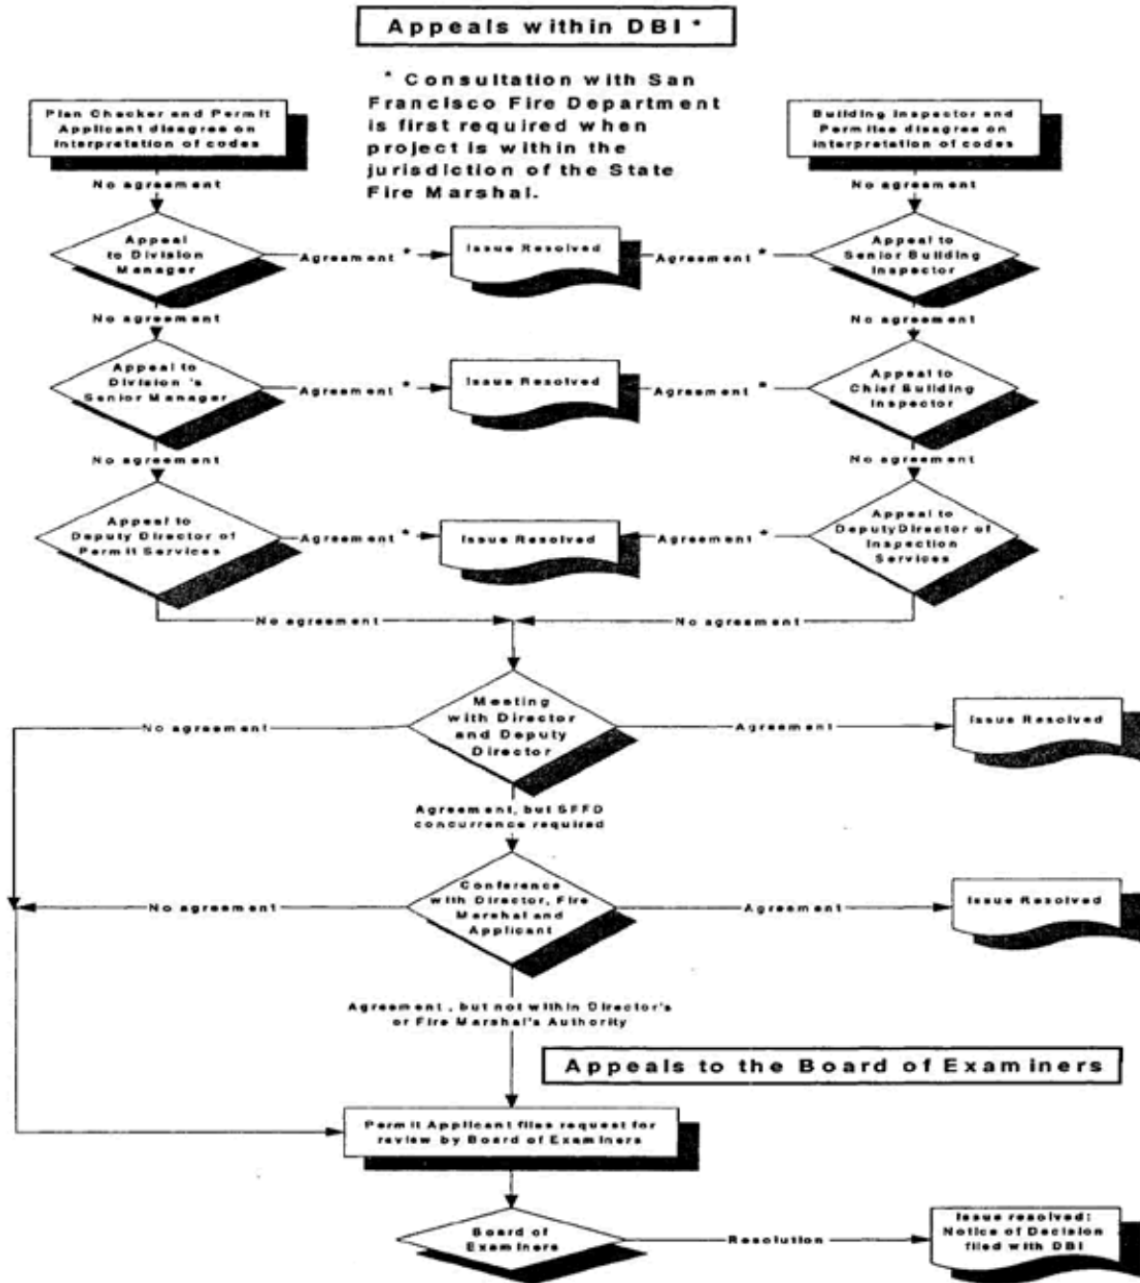 Appeals within DBI *
* Consultation with San
Francisco Fire Department
is first required when
project is within the
jurisdiction of the State
Fire Marshal.
Plan Checker and Permit
Applicant disagree on
interpretation of codes
Building Inspector and
Permitee disagree on
interpretation of codes
No agreement
No agreement
Appeal
to Division
Manager
Agreement *
Issue Resolved
Agreement *
Appeal to
Senior Building
Inspector
No agreement
No agreement
Appeal to
Division 's
Senior Manager
Agreement *
Issue Resolved
Agreement *
Appeal to
Chief Building
Inspector
No agreement
No agreement
Appeal to
Deputy Director of
Permit Services
Agreement *
Issue Resolved
Agreement *
Appeal to
Deputy Director of
Inspection
Services
No agreement
No agreement
Meeting
with Director
and Deputy
Director
No agreement
Agreement
Issue Resolved
Agreement, but SFFD
concurrence required
Conference
with Director, Fire
Marshal and
Applicant
No agreement
Agreement
Issue Resolved
Agreement , but not within Director's
or Fire Marshal's Authority
Appeals to the Board of Examiners
Permit Applicant files request for
review by Board of Examiners
Board of
Examiners
Resolution
Issue resolved:
Notice of Decision
filed with DBI